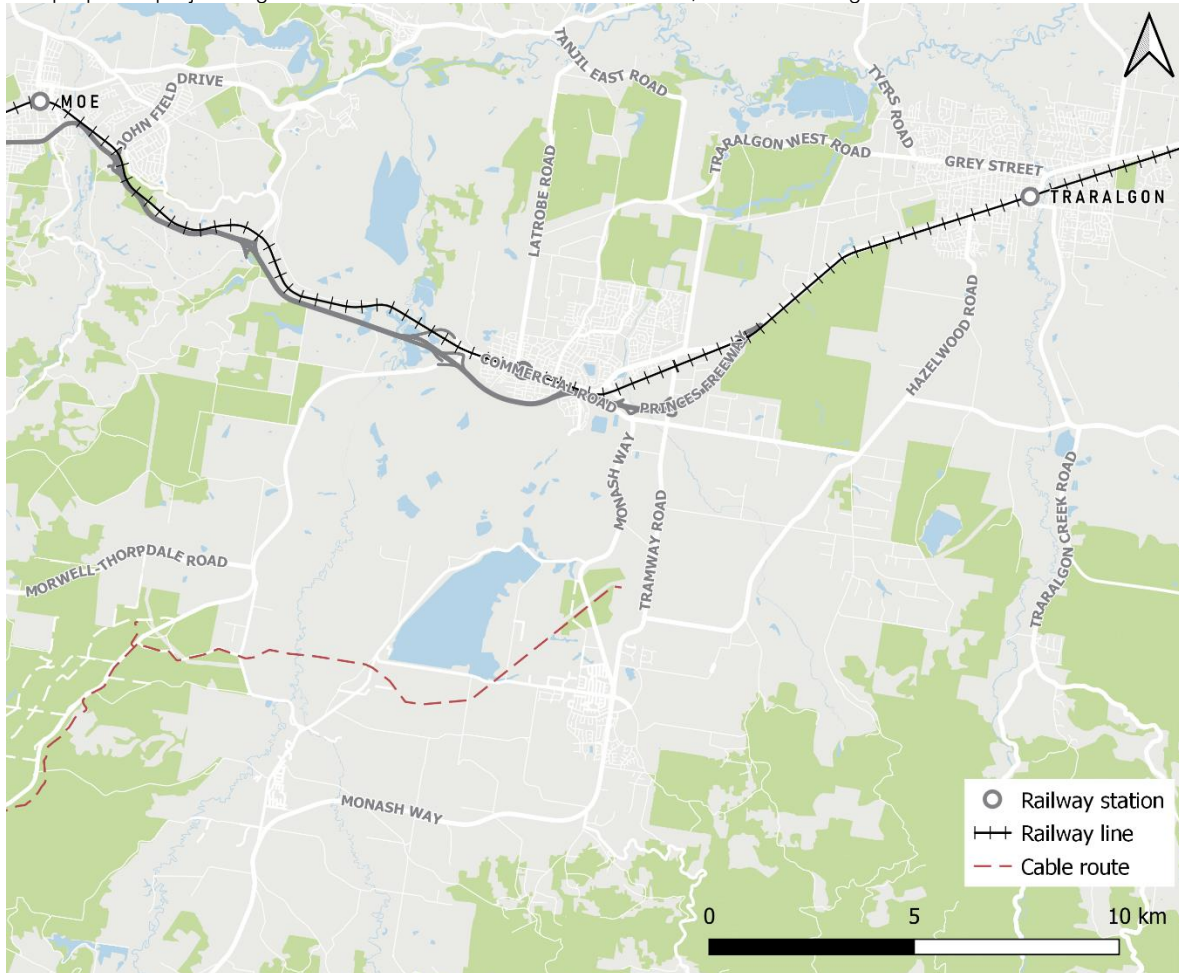 TANJIL EAST ROAD
DRIVE
JOHN FIELD
MOE
TYERS ROAD
TRARALGON WEST ROAD
GREY STREET
TRARALGON
LATROBE ROAD
HAZELWOOD ROAD
COMMERCIAL ROAD
PRINCES FREEWAY
MONASH WAY
TRAMWAY ROAD
TRARALGON CREEK ROAD
MORWELL-THORPDALE ROAD
MONASH WAY
Railway station
Railway line
Cable route
0 5 10 km